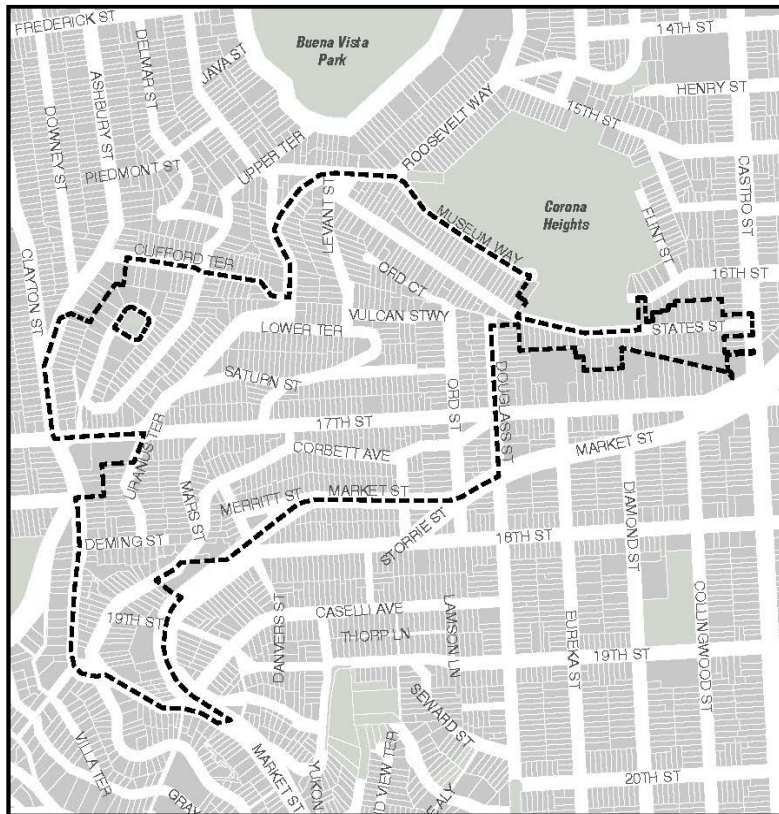 FREDERICK ST
DELMAR ST
ASHBURY ST
DOWNEY ST
JAVA ST
Buena Vista
Park
14TH ST
HENRY ST
15TH ST
ROOSEVELT WAY
UPPER TER
PIEDMONT ST
CASTRO ST
LEVANT ST
MUSEUM WAY
Corona
Heights
FLINT ST
CLAYTON ST
CLIFFORD TER
ORD CT
16TH ST
VULCAN STWY
LOWER TER
STATES ST
SATURN ST
ORD ST
DOUGLASS ST
17TH ST
URANUS TER
CORBETT AVE
MARKET ST
MARS ST
MERRITT ST
MARKET ST
STORRIE ST
DIAMOND ST
DEMING ST
18TH ST
19TH ST
DANVERS ST
CASELLI AVE
THORP LN
LAMSON LN
EUREKA ST
COLLINGWOOD ST
19TH ST
SEWARD ST
VILLA TER
MARKET ST
YUKON
D VIEW TER
EALY
GRAY
20TH ST